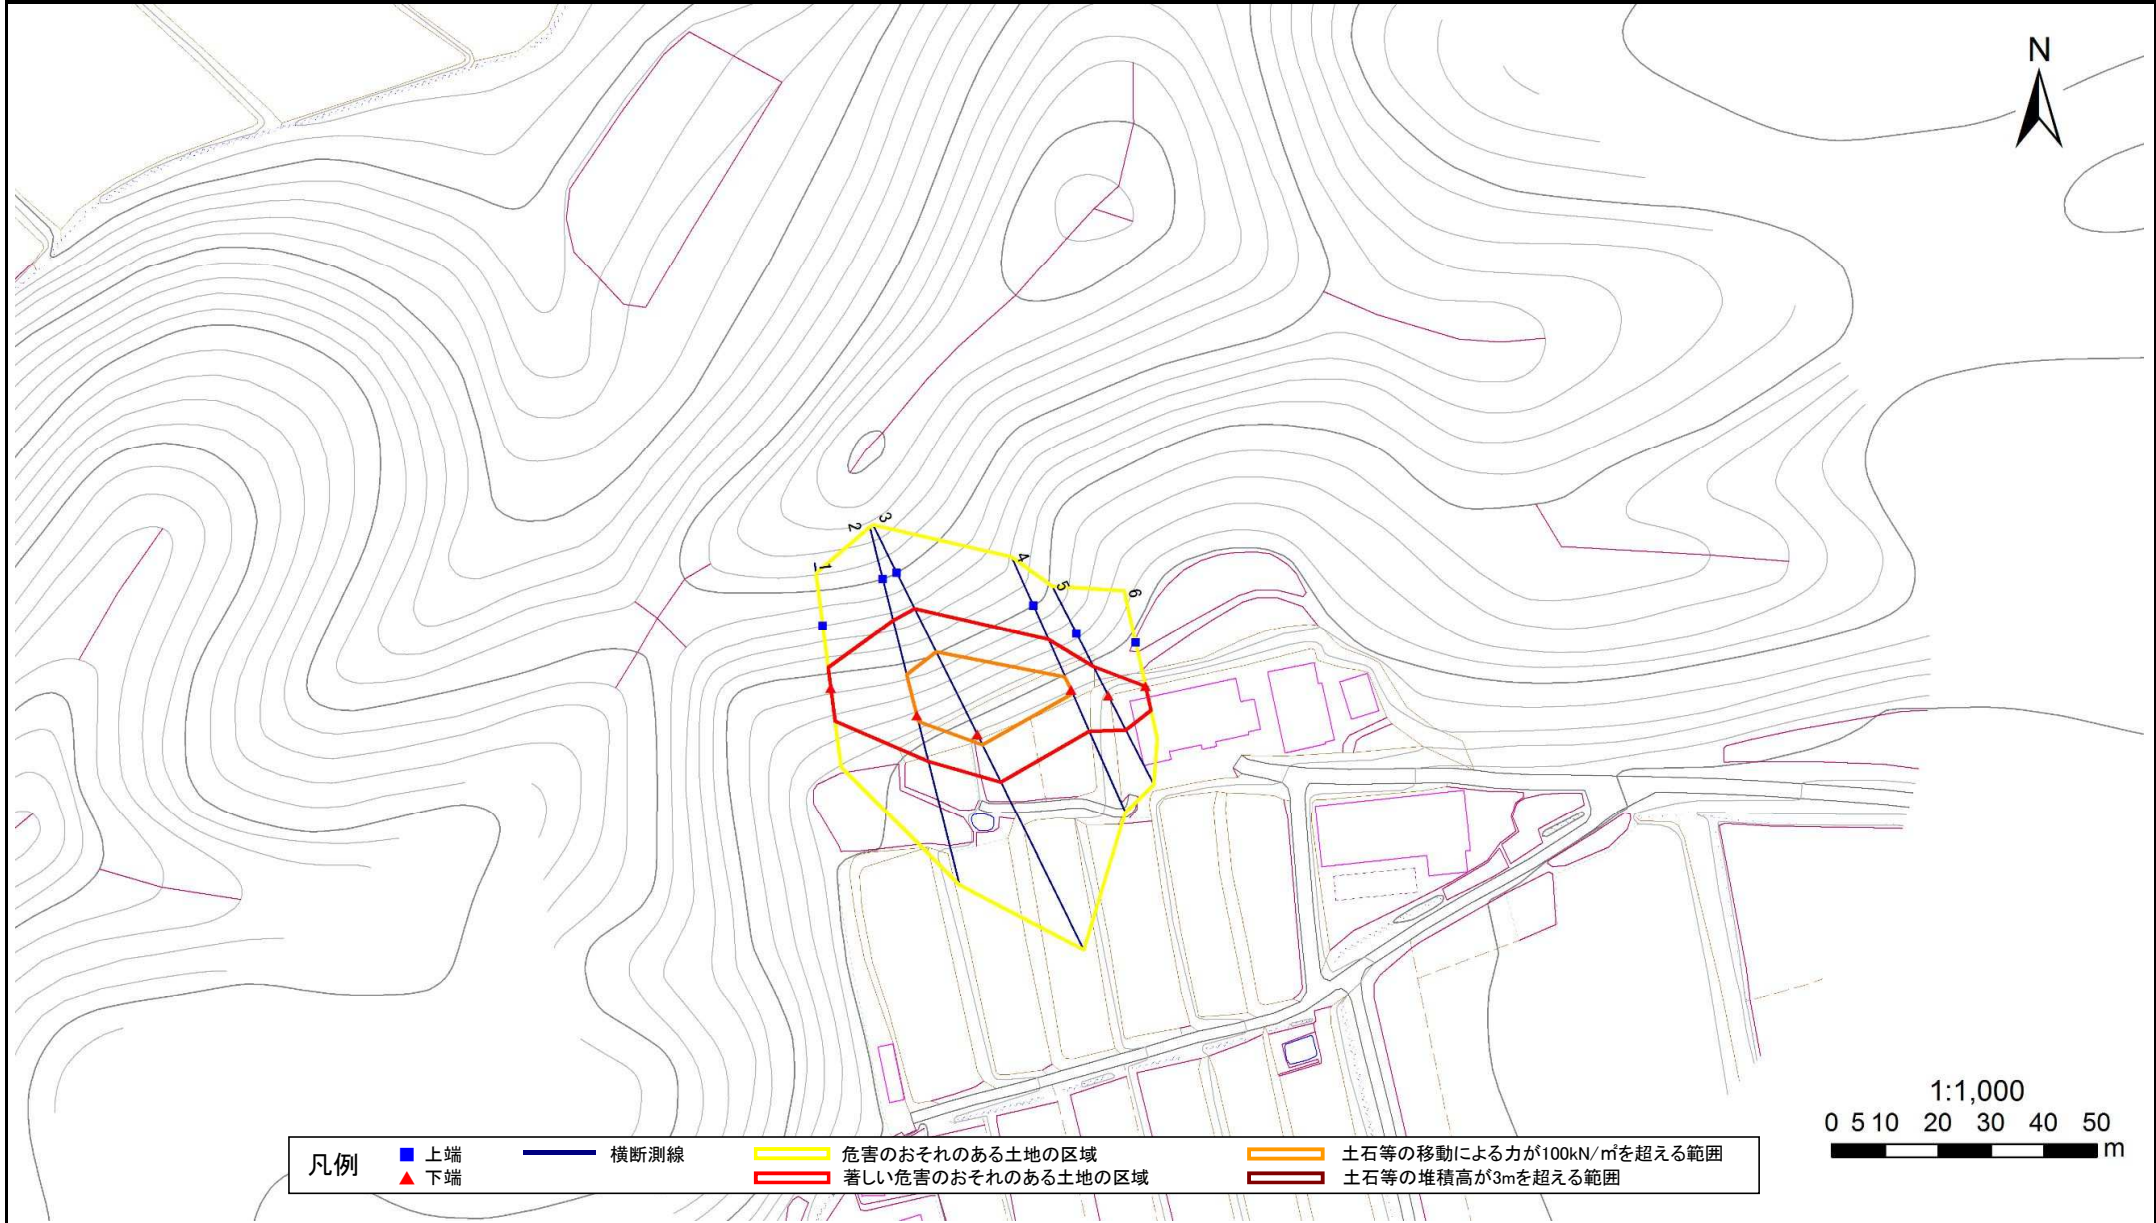 N
3
2
4
1
5
6
1:1,000
0 5 10 20 30 40 50
m
凡例
上端 横断測線 危害のおそれのある土地の区域 土石等の移動による力が100kN/㎡を超える範囲
下端 著しい危害のおそれのある土地の区域 土石等の堆積高が3mを超える範囲